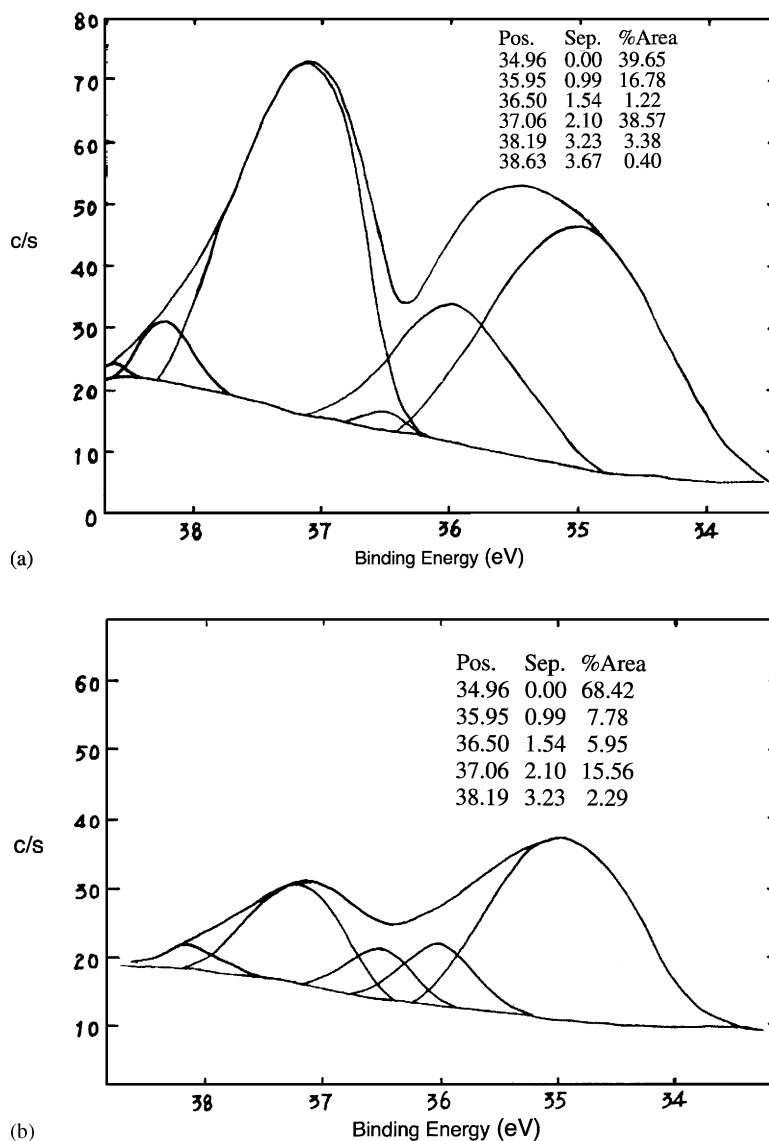 80
70
60
50
40
30
20
10
0
c/s
Pos. Sep. %Area
34.96 0.00 39.65
35.95 0.99 16.78
36.50 1.54 1.22
37.06 2.10 38.57
38.19 3.23 3.38
38.63 3.67 0.40
38 37 36 35 34
Binding Energy (eV)
(a)
60
50
40
30
20
10
c/s
Pos. Sep. %Area
34.96 0.00 68.42
35.95 0.99 7.78
36.50 1.54 5.95
37.06 2.10 15.56
38.19 3.23 2.29
38 37 36 35 34
Binding Energy (eV)
(b)